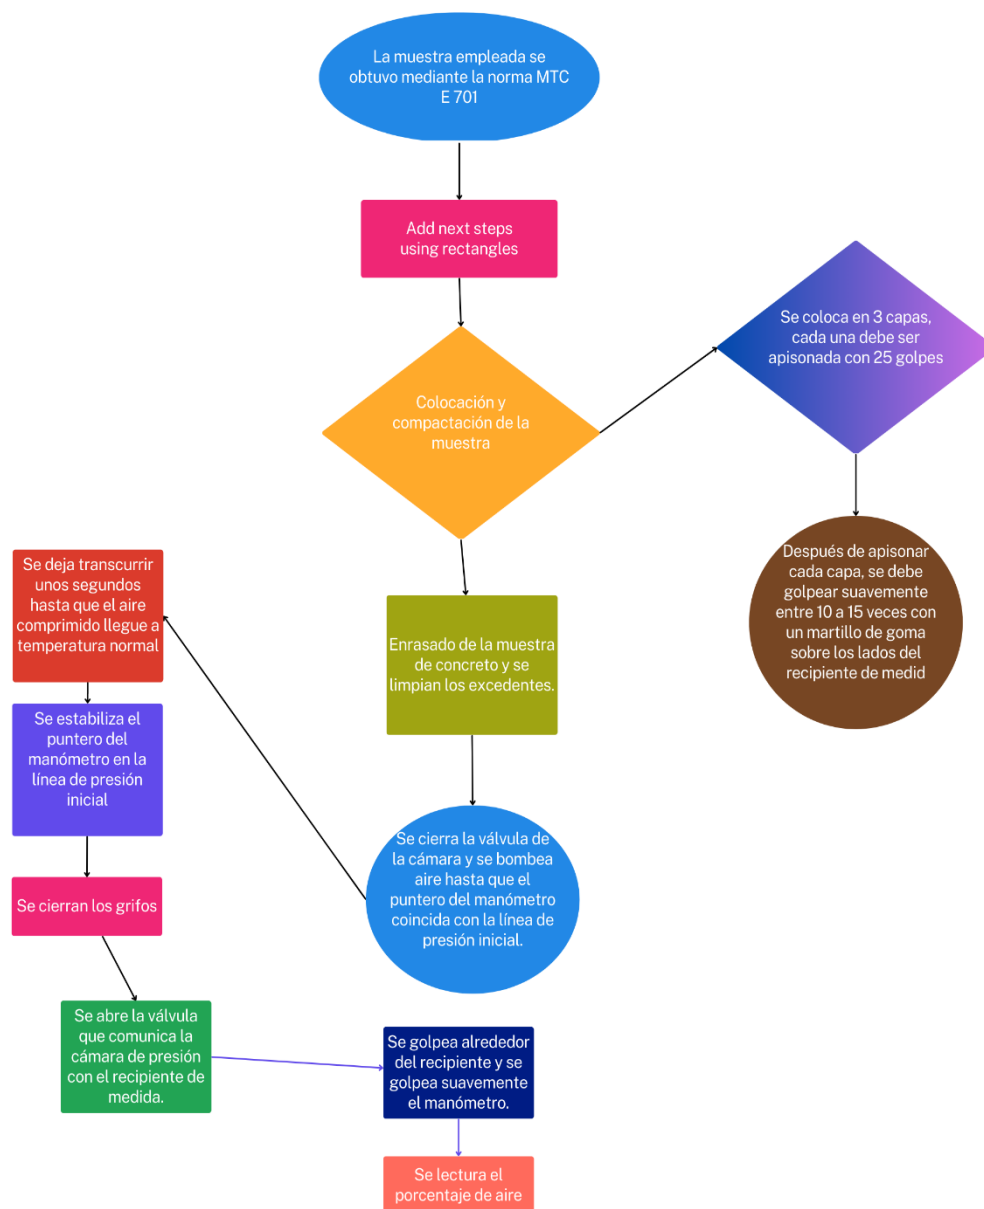 La muestra empleada se
obtuvo mediante la norma MTC
E 701
Add next steps
using rectangles
Colocación y
compactación de la
muestra
Se coloca en 3 capas,
cada una debe ser
apisonada con 25 golpes
Después de apisonar
cada capa, se debe
golpear suavemente
entre 10 a 15 veces con
un martillo de goma
sobre los lados del
recipiente de medid
Enrasado de la muestra
de concreto y se
limpian los excedentes.
Se cierra la válvula de
la cámara y se bombea
aire hasta que el
puntero del manómetro
coincida con la línea de
presión inicial.
Se deja transcurrir
unos segundos
hasta que el aire
comprimido llegue a
temperatura normal
Se estabiliza el
puntero del
manómetro en la
línea de presión
inicial
Se cierran los grifos
Se abre la válvula
que comunica la
cámara de presión
con el recipiente de
medida.
Se golpea alrededor
del recipiente y se
golpea suavemente
el manómetro.
Se lectura el
porcentaje de aire